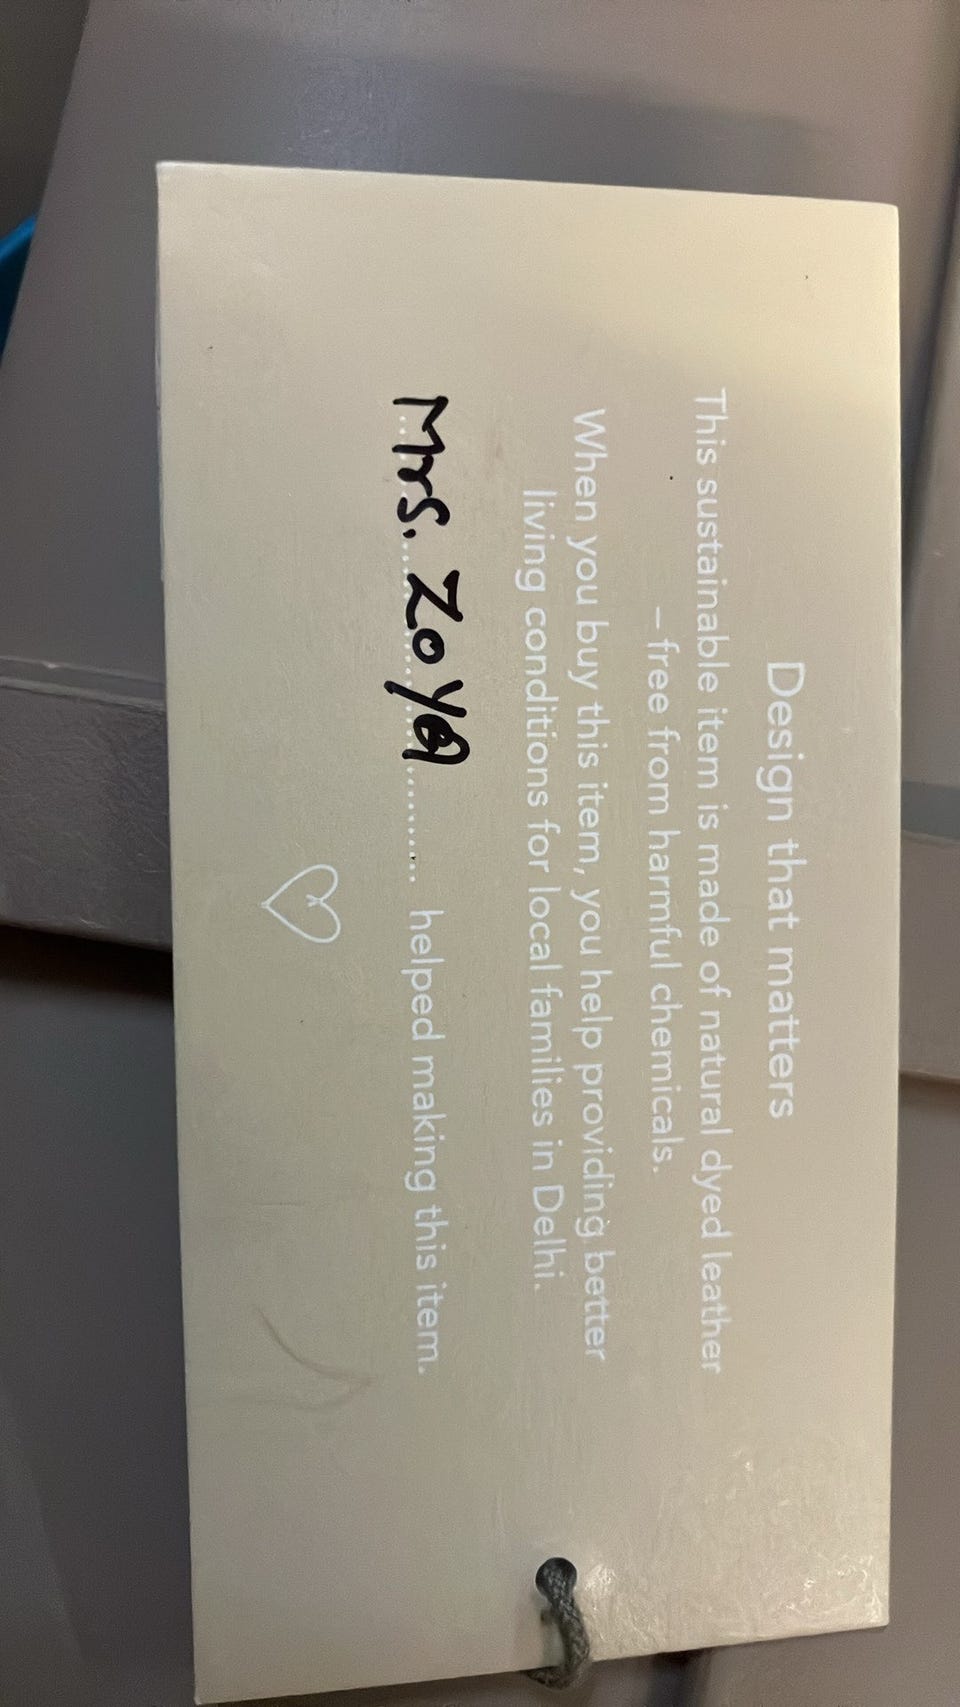 Design that matters
This sustainable item is made of natural dyed leather
– free from harmful chemicals.
When you buy this item, you help providing better
living conditions for local families in Delhi.
Mrs. Zoya helped making this item.